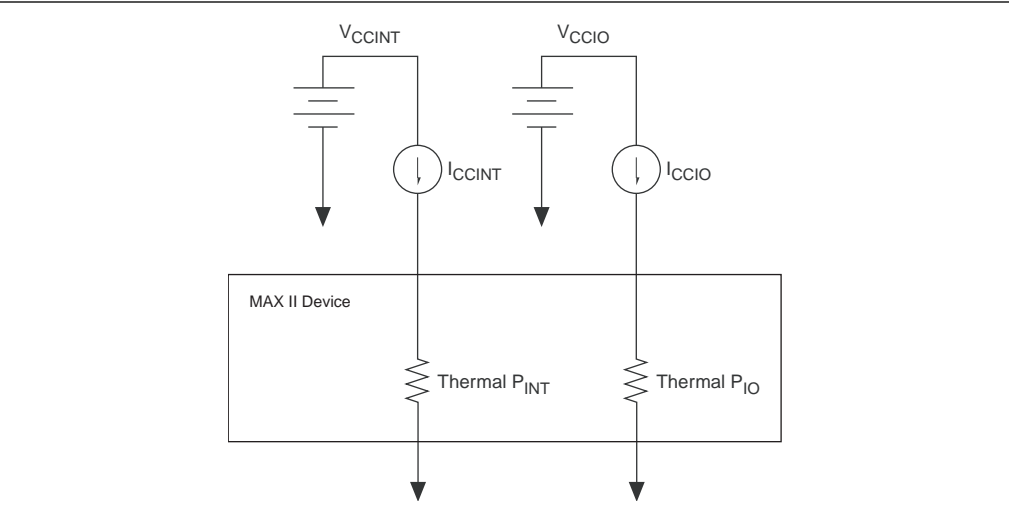 VCCINT
VCCIO
ICCINT
ICCIO
MAX II Device
Thermal PINT
Thermal PIO